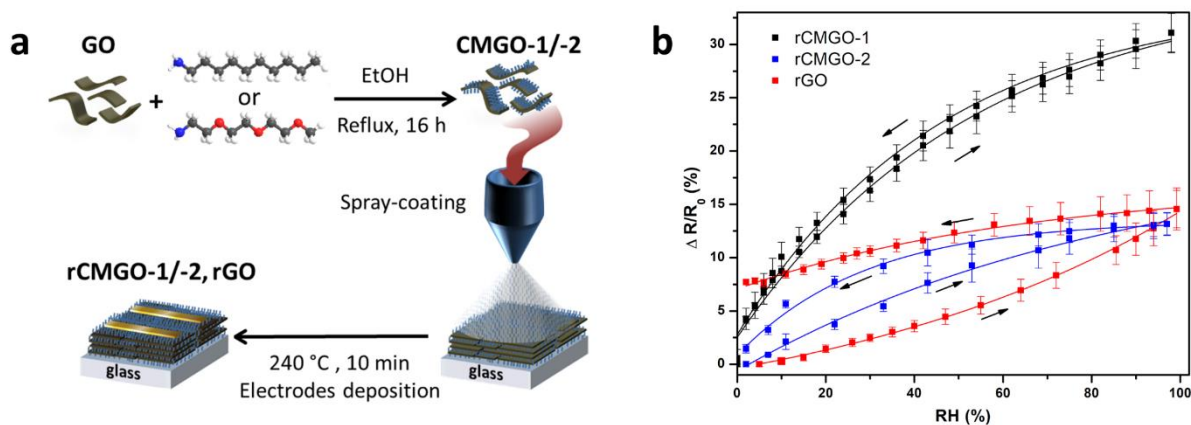 a
GO
+
or
EtOH
Reflux, 16 h
CMGO-1/-2
Spray-coating
glass
240 °C , 10 min
Electrodes deposition
rCMGO-1/-2, rGO
glass
b
rCMGO-1
rCMGO-2
rGO
Δ R/R0 (%)
30
25
20
15
10
5
0
0 20 40 60 80 100
RH (%)